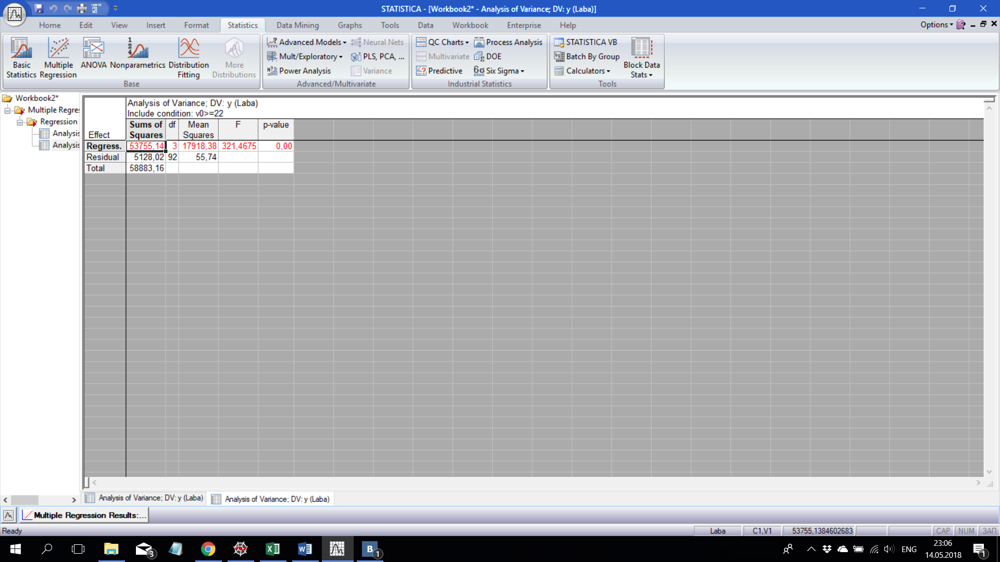 STATISTICA - [Workbook2* - Analysis of Variance; DV: y (Laba)]
Home Edit View Insert Format Statistics Data Mining Graphs Tools Data Workbook Enterprise Help Options
Basic Statistics
Multiple Regression
ANOVA
Nonparametrics
Distribution Fitting
More Distributions
Base
Advanced Models
Neural Nets
Mult/Exploratory
PLS, PCA, ...
Power Analysis
Variance
Advanced/Multivariate
QC Charts
Process Analysis
Multivariate
DOE
Predictive
Six Sigma
Industrial Statistics
STATISTICA VB
Batch By Group
Calculators
Block Data Stats
Tools
Workbook2*
Multiple Regres
Regression
Analysis
Analysis
Analysis of Variance; DV: y (Laba)
Include condition: v0>=22
Effect Sums of Squares df Mean Squares F p-value
Regress. 53755,14 3 17918,38 321,4675 0,00
Residual 5128,02 92 55,74
Total 58883,16
Analysis of Variance; DV: y (Laba) Analysis of Variance; DV: y (Laba)
Multiple Regression Results:...
Ready Laba C1,V1 53755,1384602683 CAP NUM ЗАП
3 1 ENG 23:06
14.05.2018 1